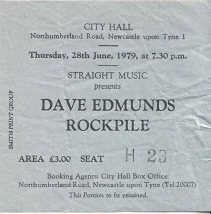 CITY HALL
Northumberland Road, Newcastle upon Tyne 1
Thursday, 28th June, 1979, at 7.30 p.m.
STRAIGHT MUSIC
presents
DAVE EDMUNDS
ROCKPILE
AREA £3.00 SEAT H 23
Booking Agents: City Hall Box Office
Northumberland Road, Newcastle upon Tyne (Tel 20007)
This Portion to be retained.
SMITH PRINT GROUP